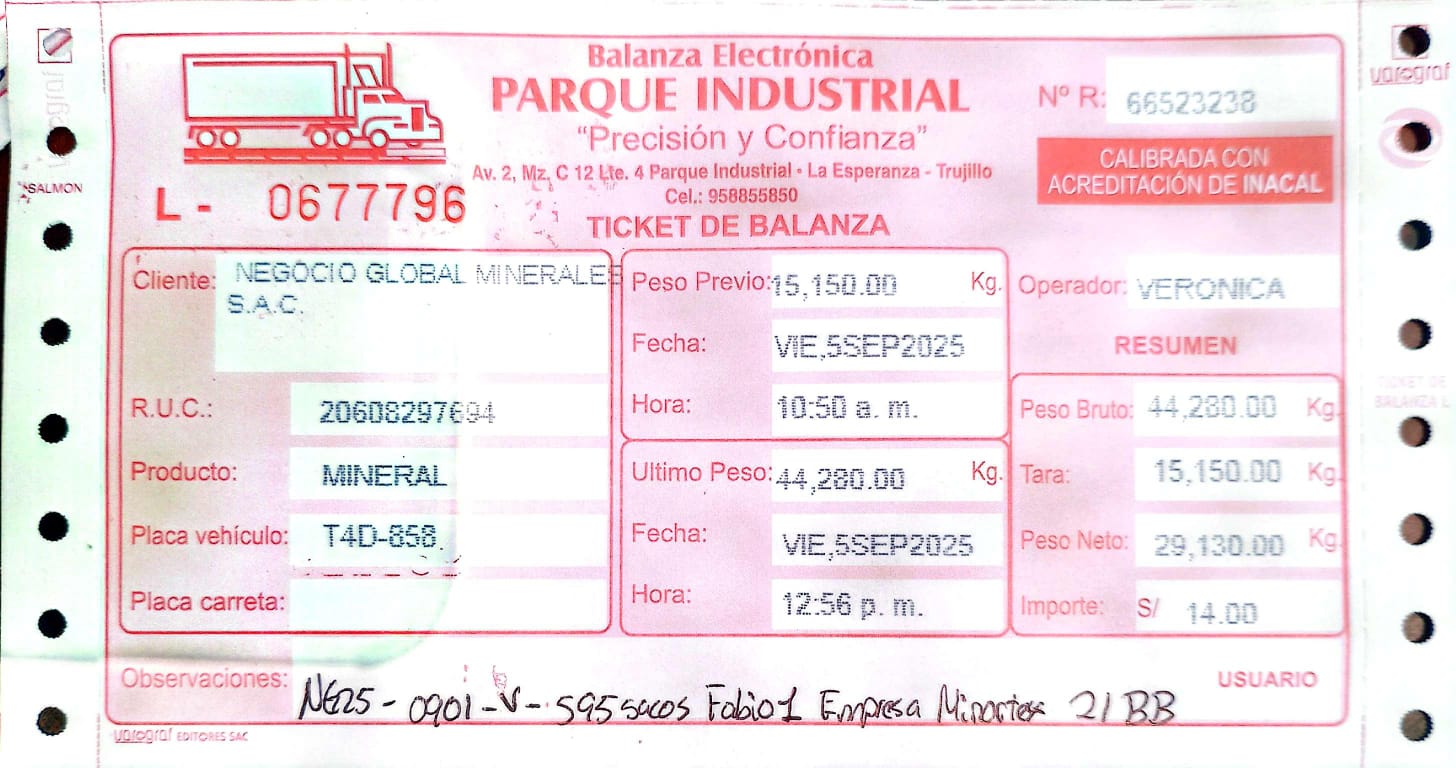 Balanza Electrónica
PARQUE INDUSTRIAL
"Precisión y Confianza"
Av. 2, Mz, C 12 Lte. 4 Parque Industrial • La Esperanza - Trujillo
Cel.: 958855850
TICKET DE BALANZA
Nº R: 66523238
CALIBRADA CON
ACREDITACIÓN DE INACAL
L - 0677796
SALMON
Cliente: NEGOCIO GLOBAL MINERALES
S.A.C.
R.U.C.: 20608297694
Producto: MINERAL
Placa vehículo: T4D-858
Placa carreta:
Peso Previo: 15,150.00 Kg.
Fecha: VIE,5SEP2025
Hora: 10:50 a. m.
Ultimo Peso: 44,280.00 Kg.
Fecha: VIE,5SEP2025
Hora: 12:56 p. m.
Operador: VERONICA
RESUMEN
Peso Bruto: 44,280.00 Kg.
Tara: 15,150.00 Kg.
Peso Neto: 29,130.00 Kg.
Importe: S/ 14.00
Observaciones: NG25-0901-V-595 sacos Fabio 1 Empresa 21 BB
USUARIO
varograf EDITORES SAC
varograf
TICKET DE
BALANZA L